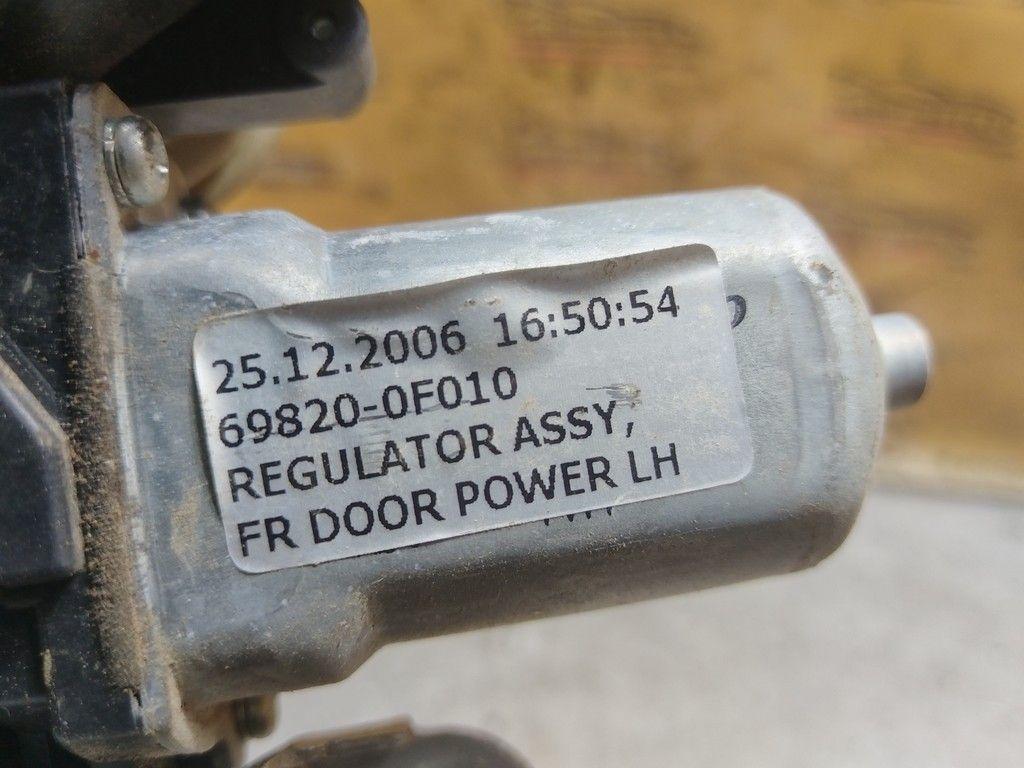 25.12.2006 16:50:54
69820-0F010
REGULATOR ASSY,
FR DOOR POWER LH